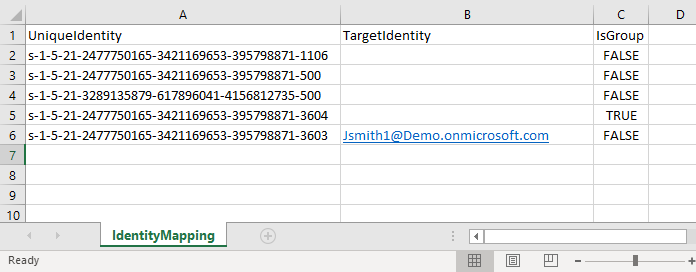 A B C D
1 UniqueIdentity TargetIdentity IsGroup
2 s-1-5-21-2477750165-3421169653-395798871-1106 FALSE
3 s-1-5-21-2477750165-3421169653-395798871-500 FALSE
4 s-1-5-21-3289135879-617896041-4156812735-500 FALSE
5 s-1-5-21-2477750165-3421169653-395798871-3604 TRUE
6 s-1-5-21-2477750165-3421169653-395798871-3603 Jsmith1@Demo.onmicrosoft.com FALSE
7
8
9
10
IdentityMapping
Ready